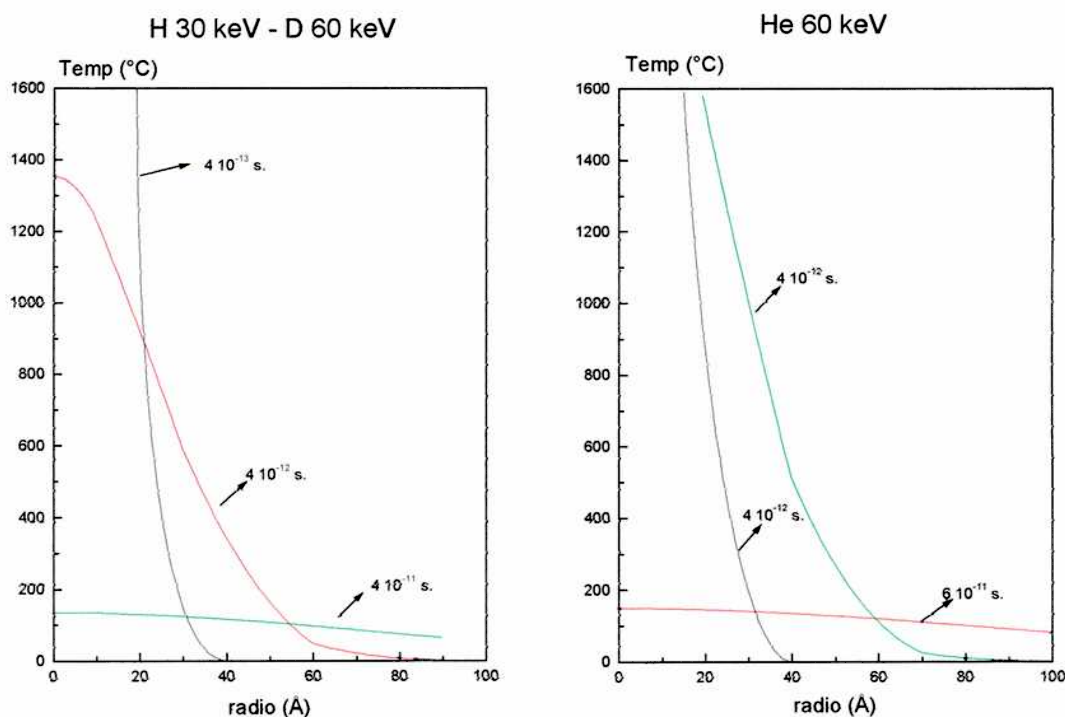 H 30 keV - D 60 keV
Temp (°C)
1600
1400
1200
1000
800
600
400
200
0
4 10⁻¹³ s.
4 10⁻¹² s.
4 10⁻¹¹ s.
0 20 40 60 80 100
radio (Å)
He 60 keV
Temp (°C)
1600
1400
1200
1000
800
600
400
200
0
4 10⁻¹² s.
4 10⁻¹² s.
6 10⁻¹¹ s.
0 20 40 60 80 100
radio (Å)